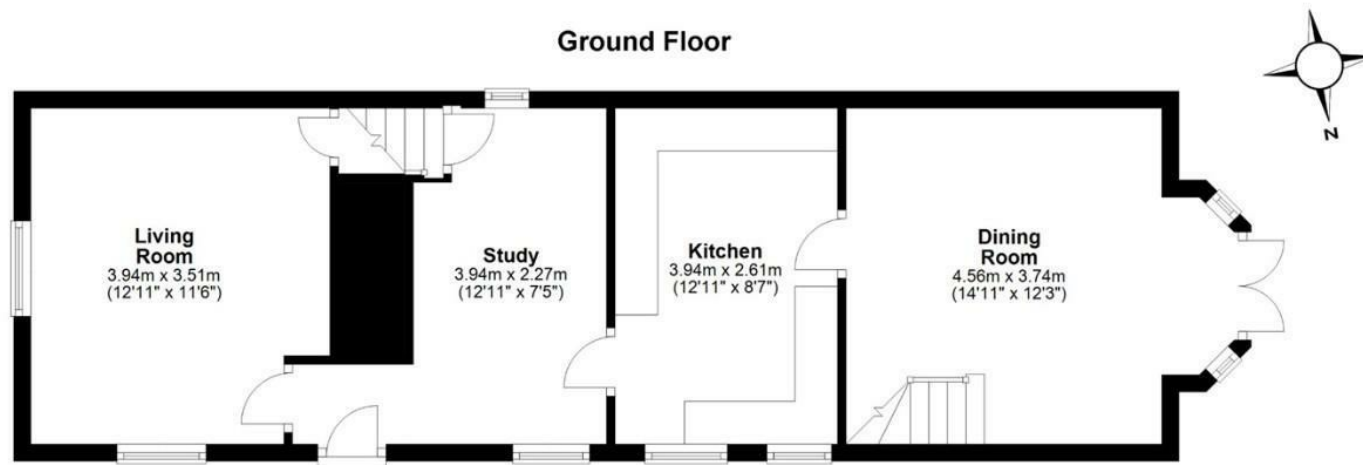 Ground Floor
N
Living
Room
3.94m x 3.51m
(12'11" x 11'6")
Study
3.94m x 2.27m
(12'11" x 7'5")
Kitchen
3.94m x 2.61m
(12'11" x 8'7")
Dining
Room
4.56m x 3.74m
(14'11" x 12'3")